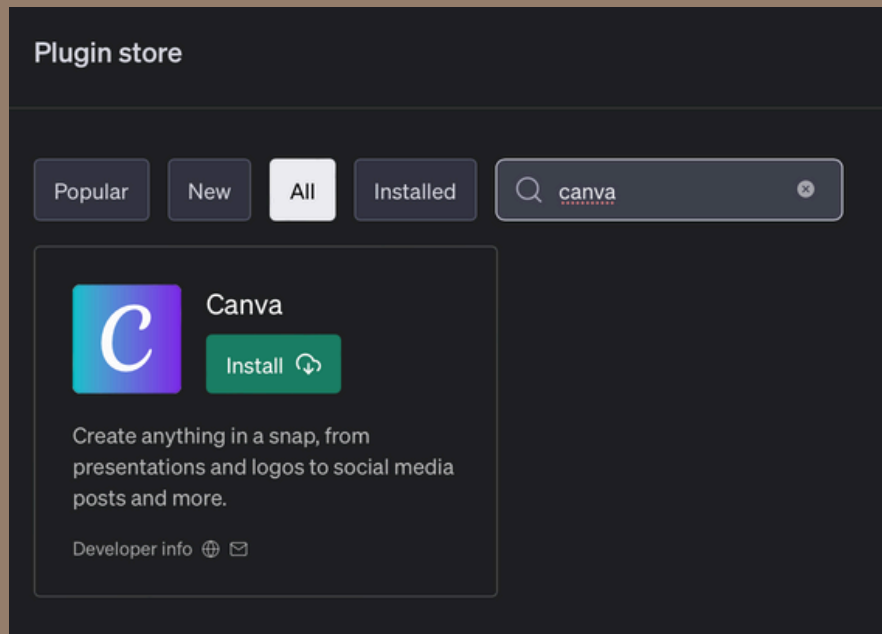 Plugin store
Popular New All Installed canva
C
Canva
Install
Create anything in a snap, from
presentations and logos to social media
posts and more.
Developer info